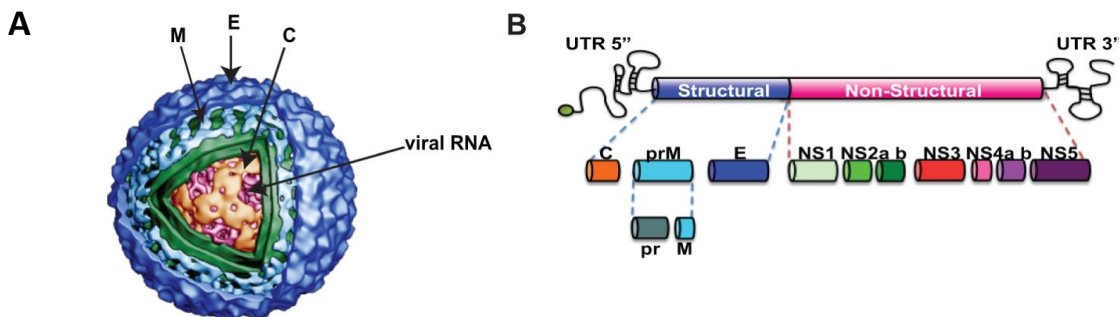 A
M
E
C
viral RNA
B
UTR 5”
UTR 3”
Structural
Non-Structural
C
prM
E
NS1
NS2a b
NS3
NS4a b
NS5
pr
M